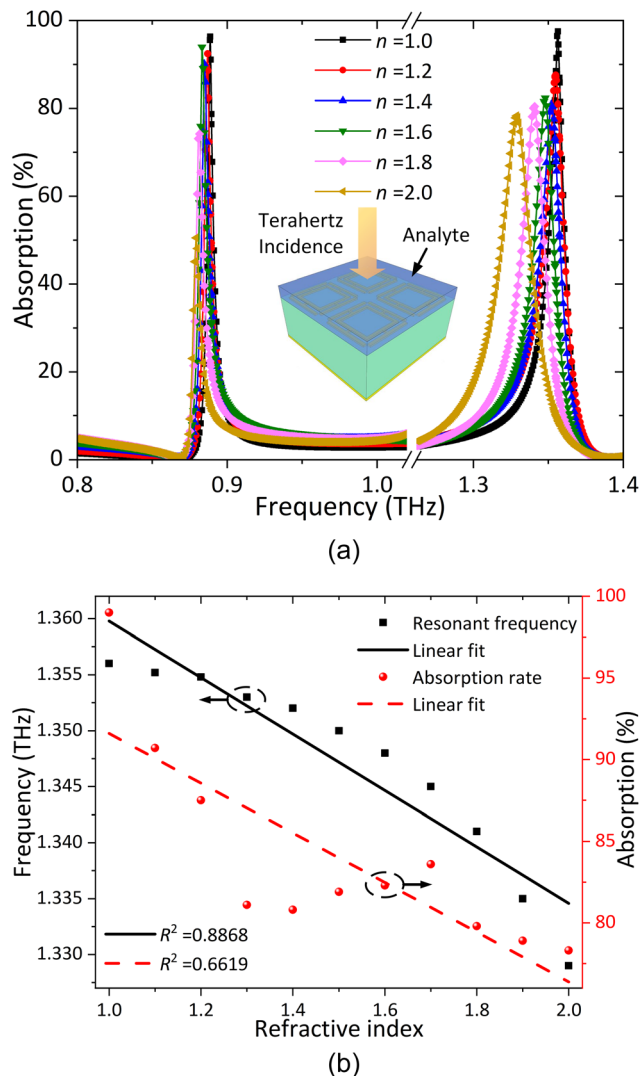 100
80
60
40
20
0
Absorption (%)
n =1.0
n =1.2
n =1.4
n =1.6
n =1.8
n =2.0
Terahertz
Incidence
Analyte
0.8 0.9 1.0 1.3 1.4
Frequency (THz)
(a)
1.360
1.355
1.350
1.345
1.340
1.335
1.330
Frequency (THz)
Resonant frequency
Linear fit
Absorption rate
Linear fit
R² =0.8868
R² =0.6619
100
95
90
85
80
Absorption (%)
1.0 1.2 1.4 1.6 1.8 2.0
Refractive index
(b)